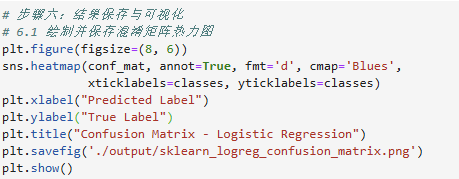 # 步骤六：结果保存与可视化
# 6.1 绘制并保存混淆矩阵热力图
plt.figure(figsize=(8, 6))
sns.heatmap(conf_mat, annot=True, fmt='d', cmap='Blues',
            xticklabels=classes, yticklabels=classes)
plt.xlabel("Predicted Label")
plt.ylabel("True Label")
plt.title("Confusion Matrix - Logistic Regression")
plt.savefig('./output/sklearn_logreg_confusion_matrix.png')
plt.show()